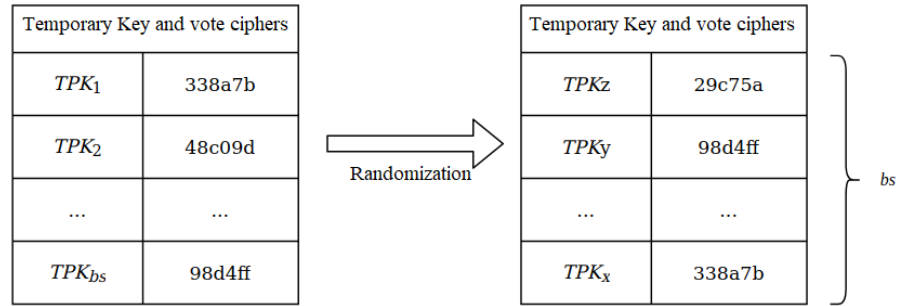 Temporary Key and vote ciphers
TPK1 338a7b
TPK2 48c09d
... ...
TPKbs 98d4ff
Randomization
Temporary Key and vote ciphers
TPKz 29c75a
TPKy 98d4ff
... ...
TPKx 338a7b
bs